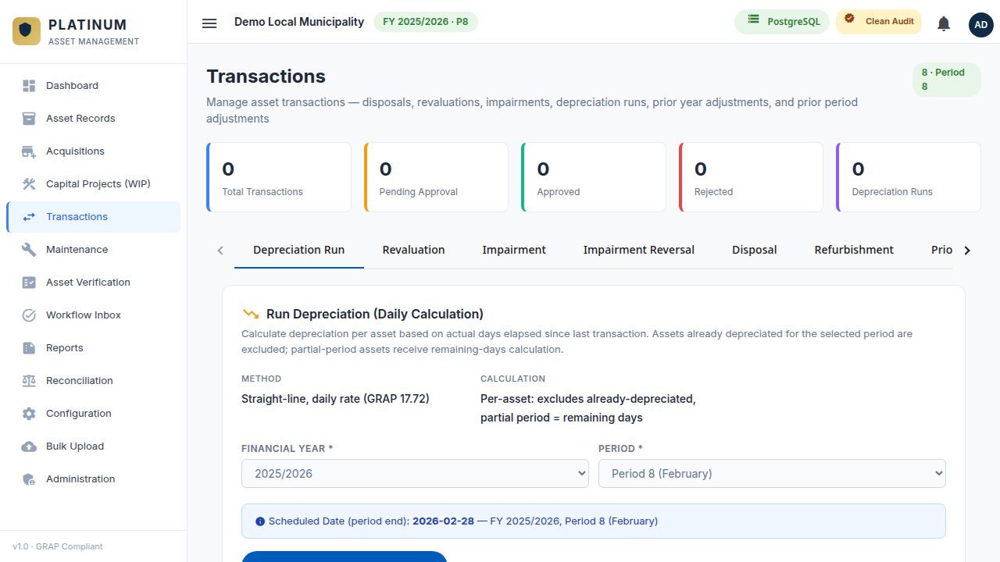 PLATINUM
ASSET MANAGEMENT
Dashboard
Asset Records
Acquisitions
Capital Projects (WIP)
Transactions
Maintenance
Asset Verification
Workflow Inbox
Reports
Reconciliation
Configuration
Bulk Upload
Administration
v1.0 · GRAP Compliant
Demo Local Municipality
FY 2025/2026 · P8
PostgreSQL
Clean Audit
AD
Transactions
Manage asset transactions — disposals, revaluations, impairments, depreciation runs, prior year adjustments, and prior period
adjustments
8 · Period
8
0
Total Transactions
0
Pending Approval
0
Approved
0
Rejected
0
Depreciation Runs
Depreciation Run
Revaluation
Impairment
Impairment Reversal
Disposal
Refurbishment
Prio
Run Depreciation (Daily Calculation)
Calculate depreciation per asset based on actual days elapsed since last transaction. Assets already depreciated for the selected period are
excluded; partial-period assets receive remaining-days calculation.
METHOD
Straight-line, daily rate (GRAP 17.72)
CALCULATION
Per-asset: excludes already-depreciated,
partial period = remaining days
FINANCIAL YEAR *
2025/2026
PERIOD *
Period 8 (February)
Scheduled Date (period end): 2026-02-28 — FY 2025/2026, Period 8 (February)